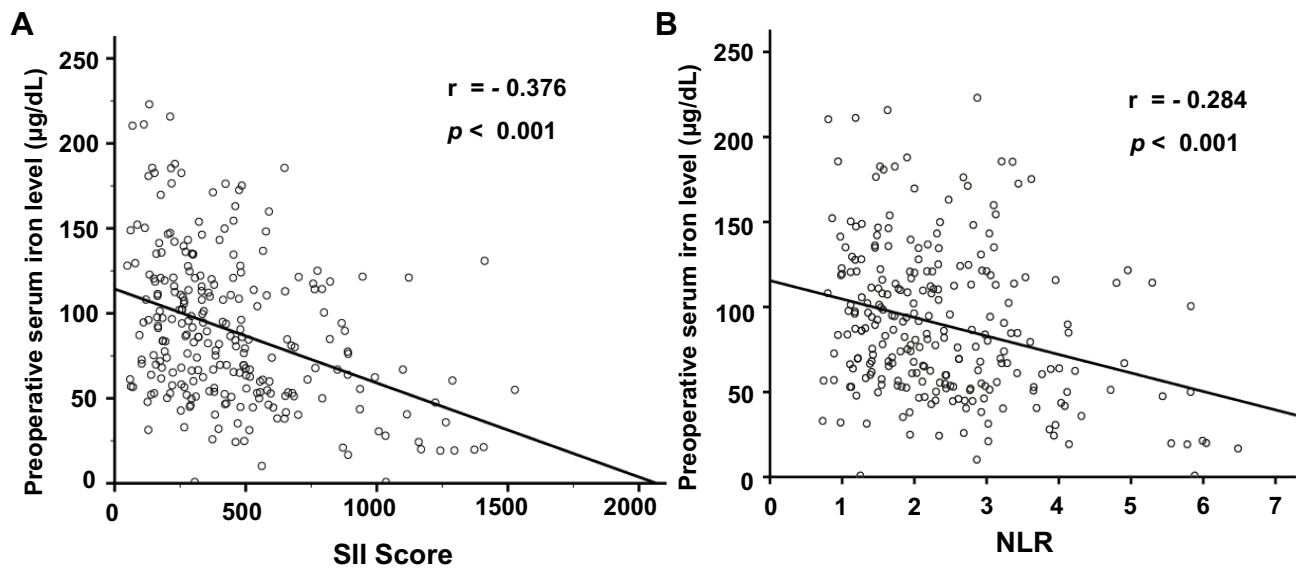 A
Preoperative serum iron level (µg/dL)
250
200
150
100
50
0
r = - 0.376
p < 0.001
0
500
1000
1500
2000
SII Score
B
Preoperative serum iron level (µg/dL)
250
200
150
100
50
0
r = - 0.284
p < 0.001
0
1
2
3
4
5
6
7
NLR